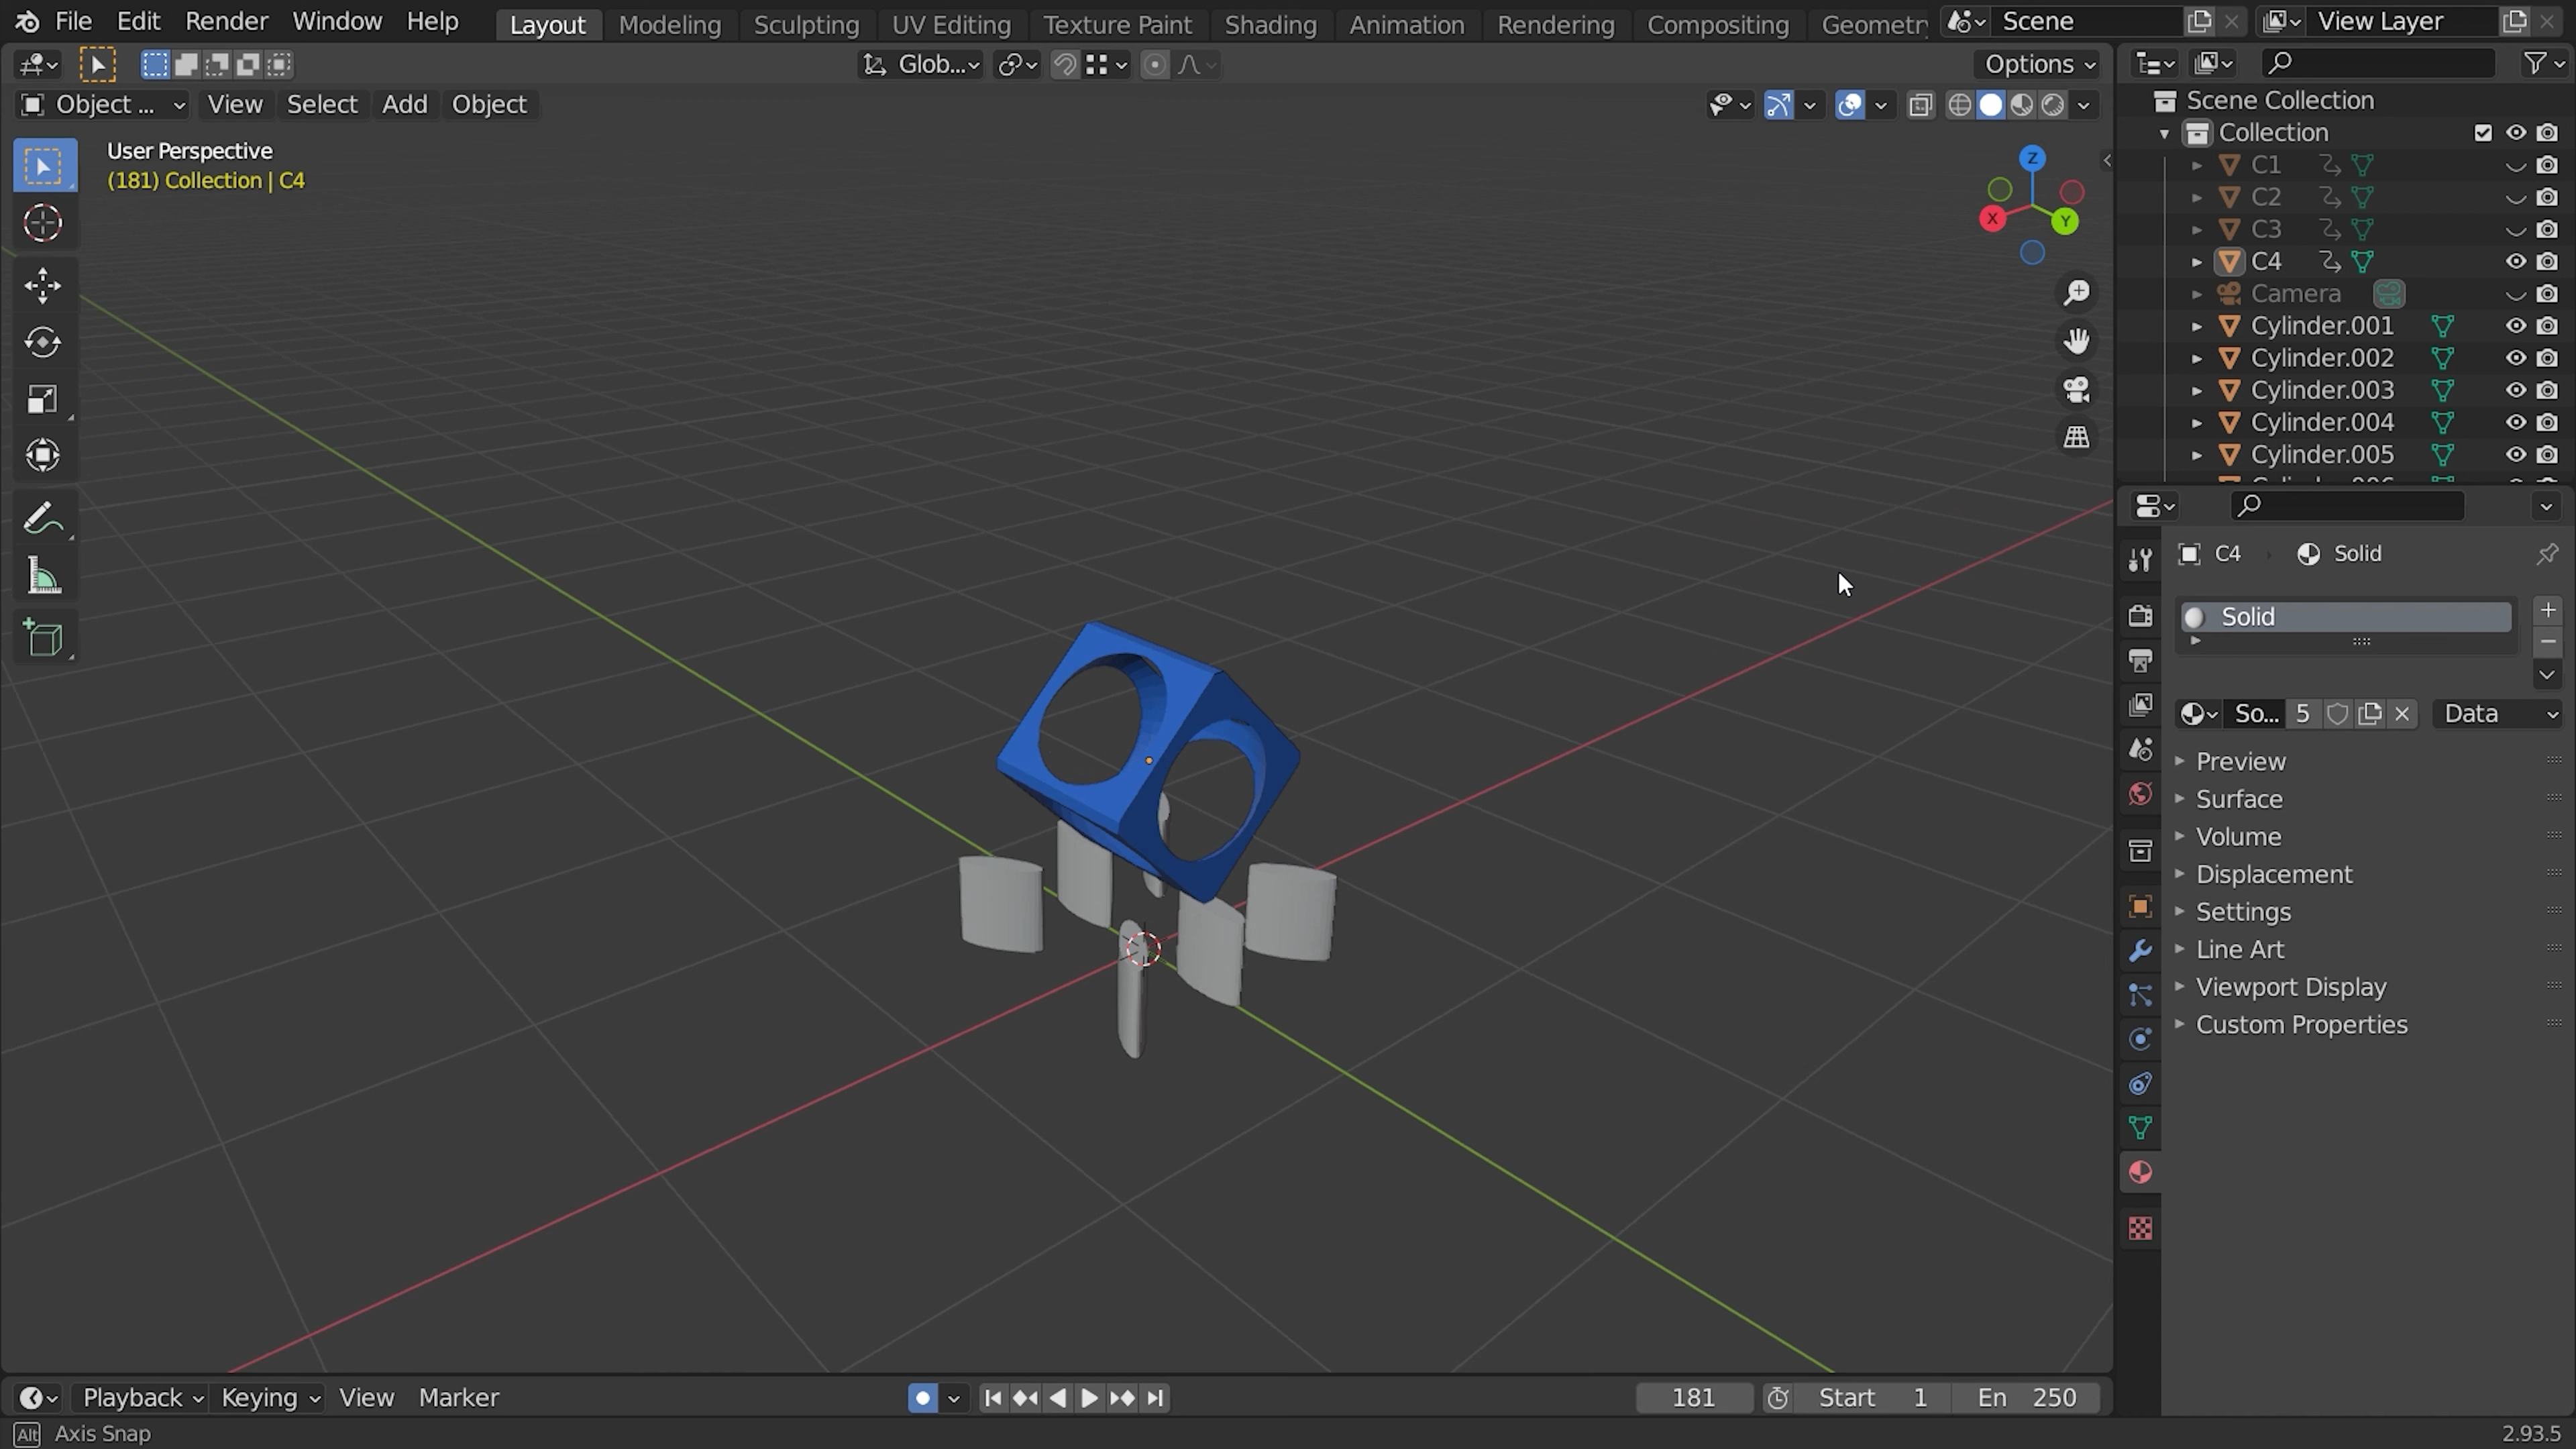 File Edit Render Window Help Layout Modeling Sculpting UV Editing Texture Paint Shading Animation Rendering Compositing Geometr Scene View Layer
Glob... Options
Object ... View Select Add Object
User Perspective
(181) Collection | C4
Z
X
Y
Scene Collection
Collection
C1
C2
C3
C4
Camera
Cylinder.001
Cylinder.002
Cylinder.003
Cylinder.004
Cylinder.005
C4 Solid
Solid
So... 5 Data
Preview
Surface
Volume
Displacement
Settings
Line Art
Viewport Display
Custom Properties
Playback Keying View Marker 181 Start 1 En 250
Alt Axis Snap 2.93.5